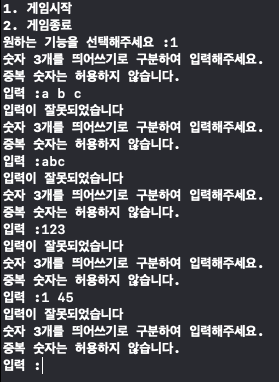 1. 게임시작
2. 게임종료
원하는 기능을 선택해주세요 :1
숫자 3개를 띄어쓰기로 구분하여 입력해주세요.
중복 숫자는 허용하지 않습니다.
입력 :a b c
입력이 잘못되었습니다
숫자 3개를 띄어쓰기로 구분하여 입력해주세요.
중복 숫자는 허용하지 않습니다.
입력 :abc
입력이 잘못되었습니다
숫자 3개를 띄어쓰기로 구분하여 입력해주세요.
중복 숫자는 허용하지 않습니다.
입력 :123
입력이 잘못되었습니다
숫자 3개를 띄어쓰기로 구분하여 입력해주세요.
중복 숫자는 허용하지 않습니다.
입력 :1 45
입력이 잘못되었습니다
숫자 3개를 띄어쓰기로 구분하여 입력해주세요.
중복 숫자는 허용하지 않습니다.
입력 :